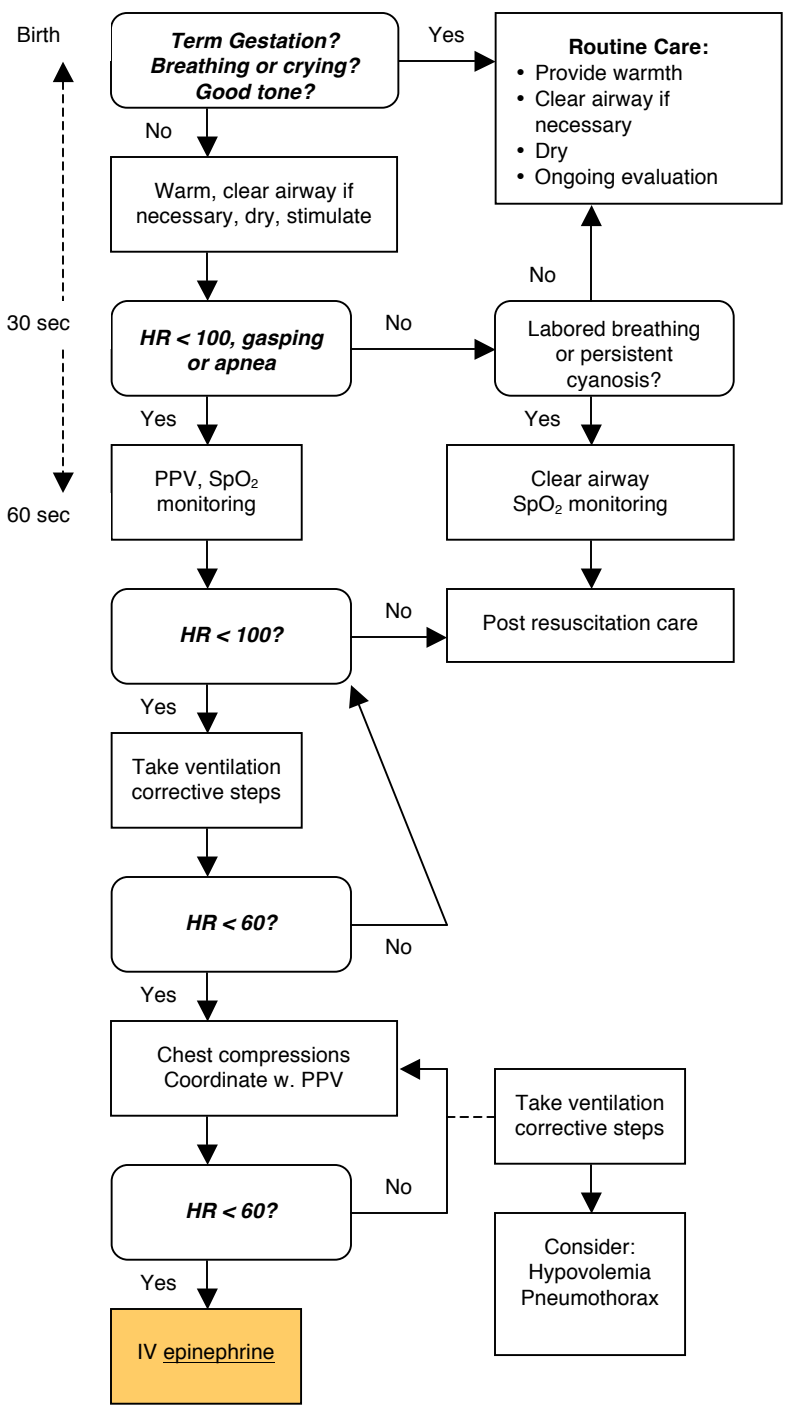 Birth
Term Gestation?
Breathing or crying?
Good tone?
Yes
Routine Care:
• Provide warmth
• Clear airway if
necessary
• Dry
• Ongoing evaluation
No
Warm, clear airway if
necessary, dry, stimulate
No
30 sec
HR < 100, gasping
or apnea
No
Labored breathing
or persistent
cyanosis?
Yes
Yes
PPV, SpO₂
monitoring
Clear airway
SpO₂ monitoring
60 sec
HR < 100?
No
Post resuscitation care
Yes
Take ventilation
corrective steps
HR < 60?
No
Yes
Chest compressions
Coordinate w. PPV
Take ventilation
corrective steps
HR < 60?
No
Consider:
Hypovolemia
Pneumothorax
Yes
IV epinephrine